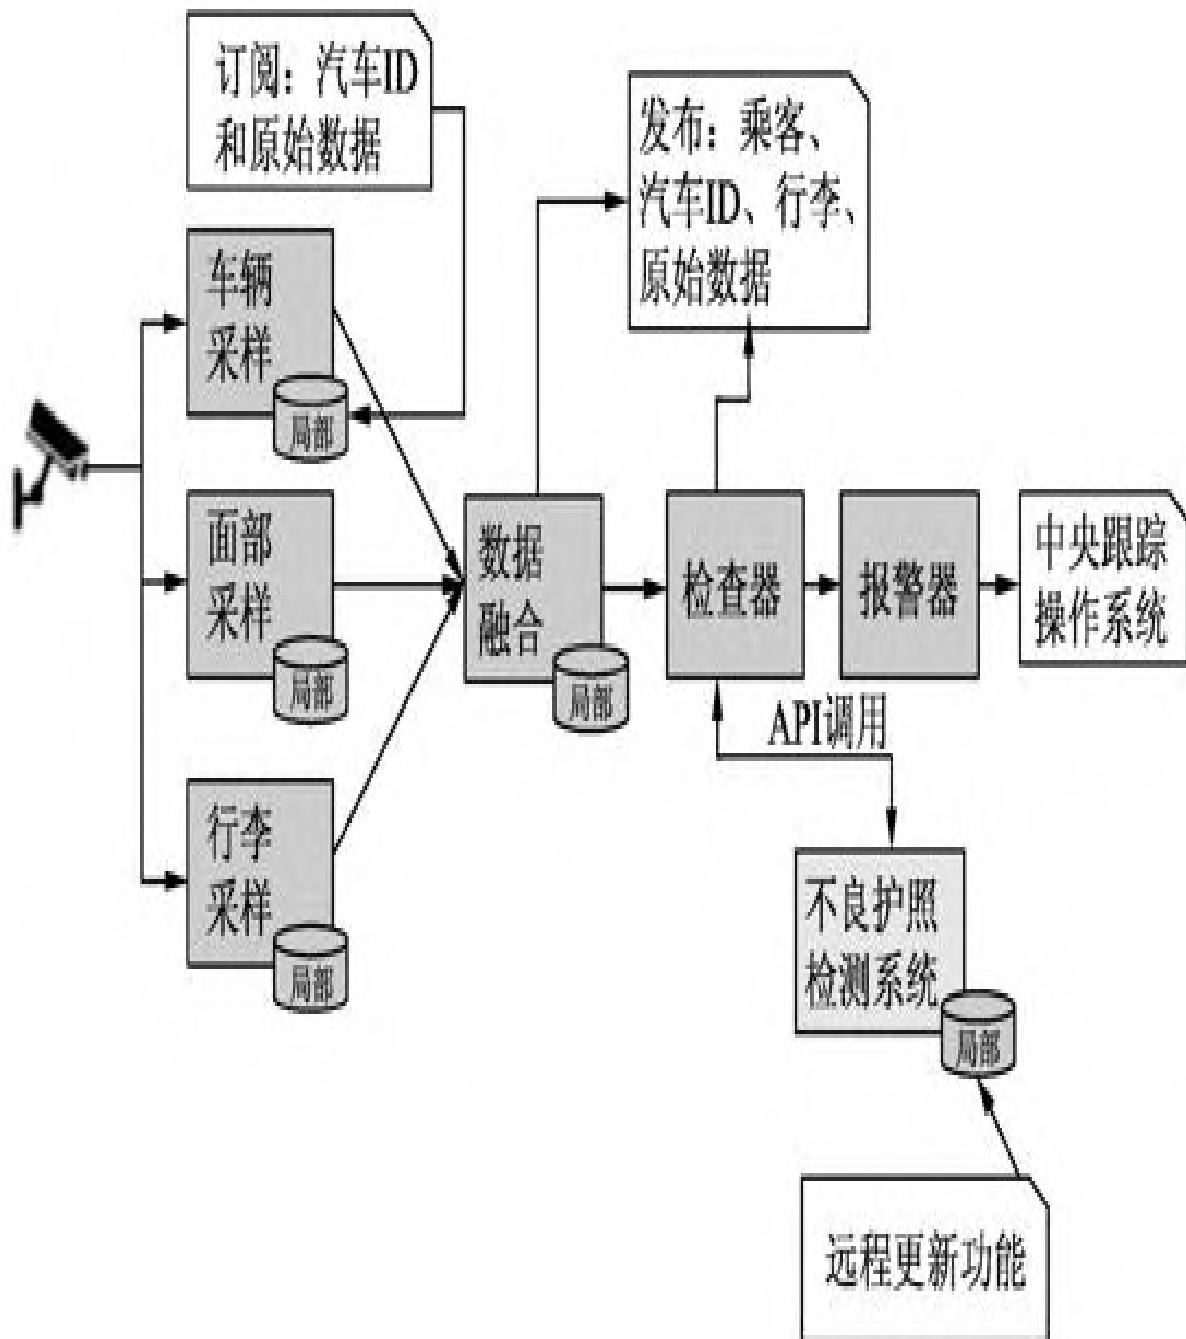 订阅：汽车ID
和原始数据
发布：乘客、
汽车ID、行李、
原始数据
车辆
采样
局部
面部
采样
局部
行李
采样
局部
数据
融合
局部
检查器
报警器
中央跟踪
操作系统
API调用
不良护照
检测系统
局部
远程更新功能